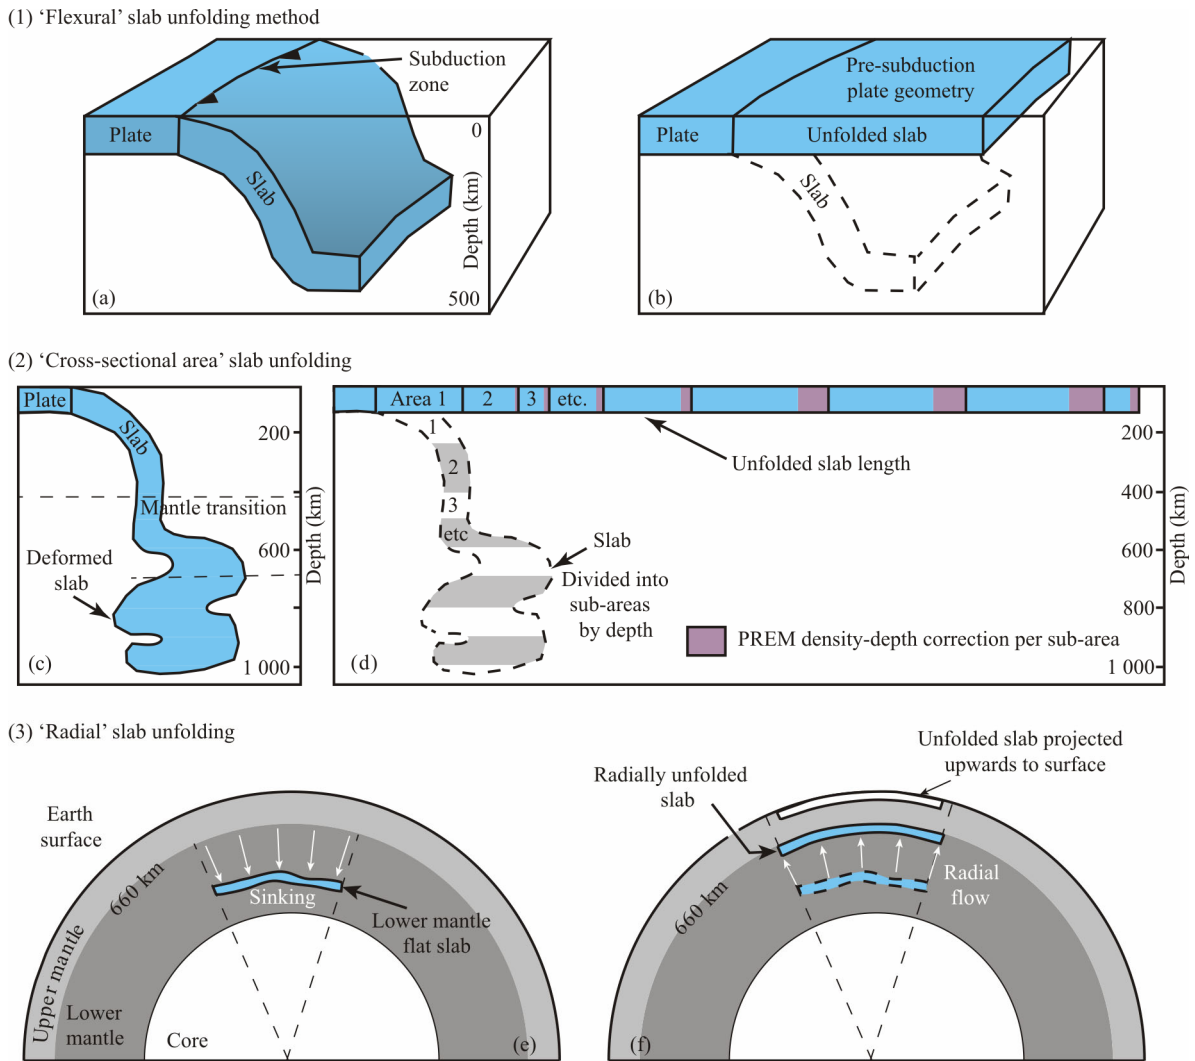 (1) ‘Flexural’ slab unfolding method
Subduction
zone
Plate
Slab
0
Depth (km)
500
(a)
Pre-subduction
plate geometry
Plate
Unfolded slab
Slab
(b)
(2) ‘Cross-sectional area’ slab unfolding
Plate
Slab
200
Mantle transition
600
Depth (km)
Deformed
slab
1 000
(c)
Area 1
2
3
etc.
1
2
3
etc
Unfolded slab length
Slab
Divided into
sub-areas
by depth
PREM density-depth correction per sub-area
200
400
600
800
1 000
Depth (km)
(d)
(3) ‘Radial’ slab unfolding
Earth
surface
660 km
Sinking
Lower mantle
flat slab
Upper mantle
Lower
mantle
Core
(e)
Unfolded slab projected
upwards to surface
Radially unfolded
slab
660 km
Radial
flow
(f)